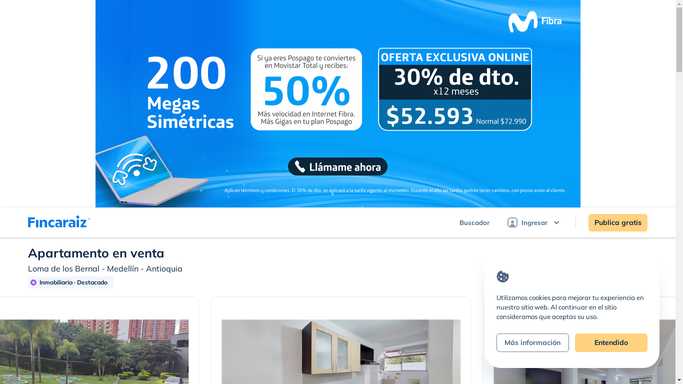 Fibra
200
Megas
Simétricas
Si ya eres Pospago te conviertes
en Movistar Total y recibes:
50%
Más velocidad en Internet Fibra.
Más Gigas en tu plan Pospago
OFERTA EXCLUSIVA ONLINE
30% de dto.
x12 meses
$52.593 Normal $72.990
Llámame ahora
Fincaraiz
Buscador
Ingresar
Publica gratis
Apartamento en venta
Loma de los Bernal - Medellín - Antioquia
Inmobiliaria · Destacado
Utilizamos cookies para mejorar tu experiencia en
nuestro sitio web. Al continuar en el sitio
consideramos que aceptas su uso.
Más información
Entendido